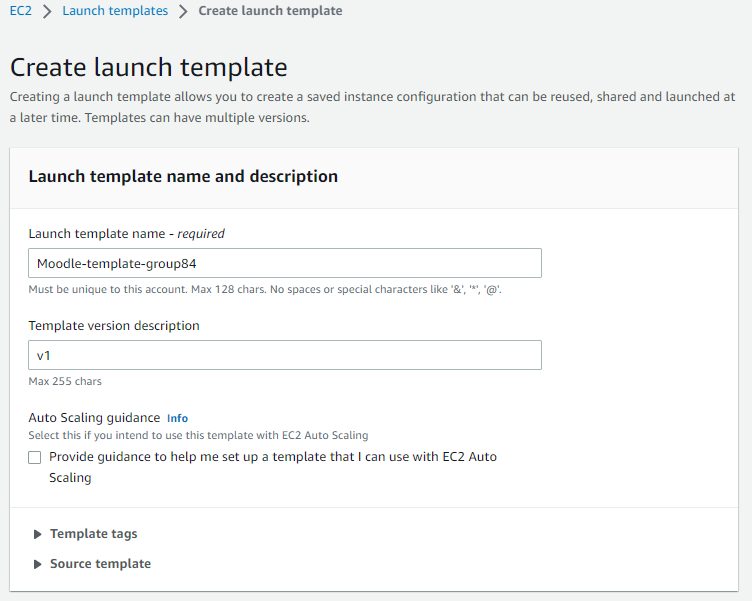 EC2 > Launch templates > Create launch template
Create launch template
Creating a launch template allows you to create a saved instance configuration that can be reused, shared and launched at
a later time. Templates can have multiple versions.
Launch template name and description
Launch template name - required
Moodle-template-group84
Must be unique to this account. Max 128 chars. No spaces or special characters like '&', '*', '@'.
Template version description
v1
Max 255 chars
Auto Scaling guidance Info
Select this if you intend to use this template with EC2 Auto Scaling
Provide guidance to help me set up a template that I can use with EC2 Auto
Scaling
Template tags
Source template